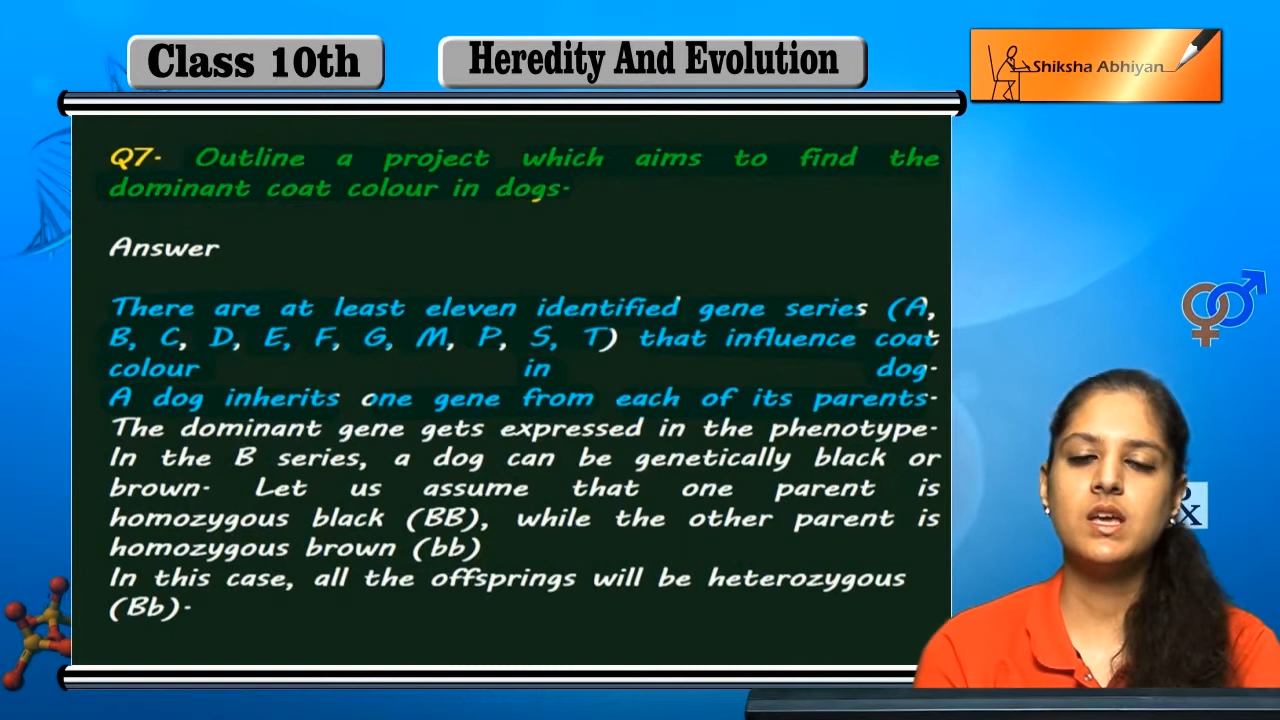 Class 10th
Heredity And Evolution
Shiksha Abhiyan
Q7- Outline a project which aims to find the
dominant coat colour in dogs-
Answer
There are at least eleven identified gene series (A,
B, C, D, E, F, G, M, P, S, T) that influence coat
colour in dog-
A dog inherits one gene from each of its parents-
The dominant gene gets expressed in the phenotype-
In the B series, a dog can be genetically black or
brown- Let us assume that one parent is
homozygous black (BB), while the other parent is
homozygous brown (bb)
In this case, all the offsprings will be heterozygous
(Bb)-